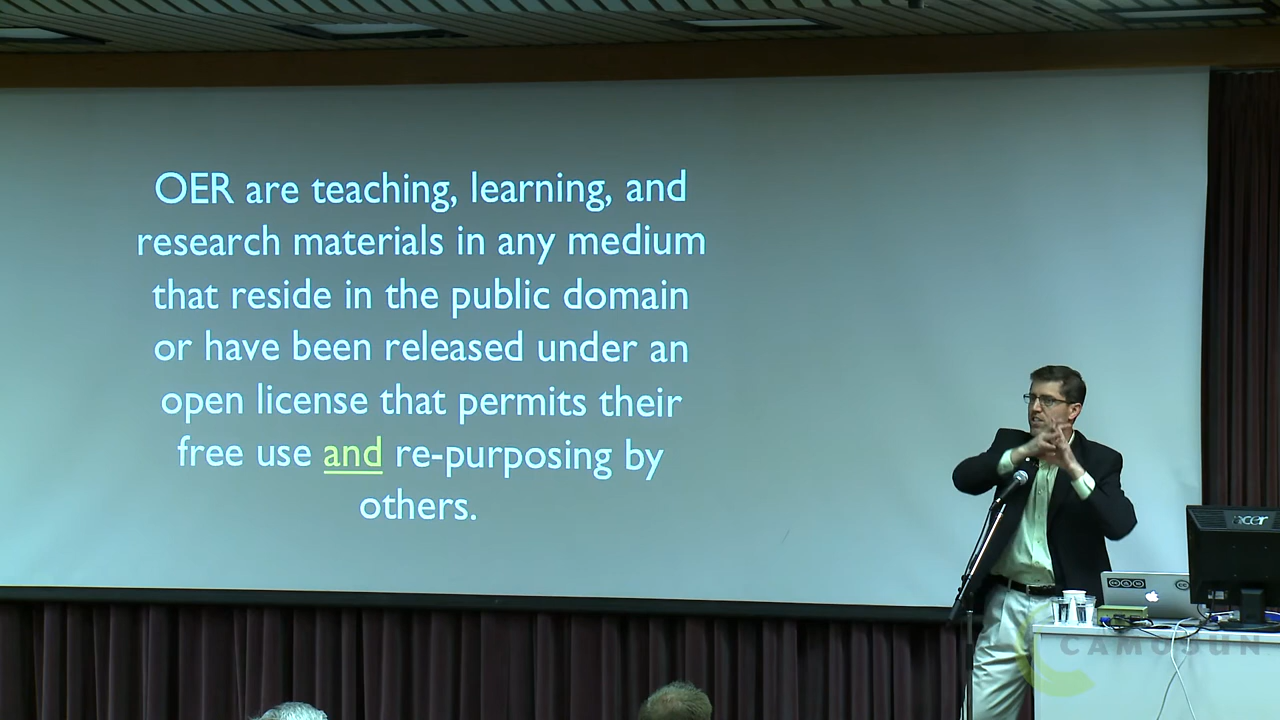 OER are teaching, learning, and
research materials in any medium
that reside in the public domain
or have been released under an
open license that permits their
free use and re-purposing by
others.
acer
CAMOSUN